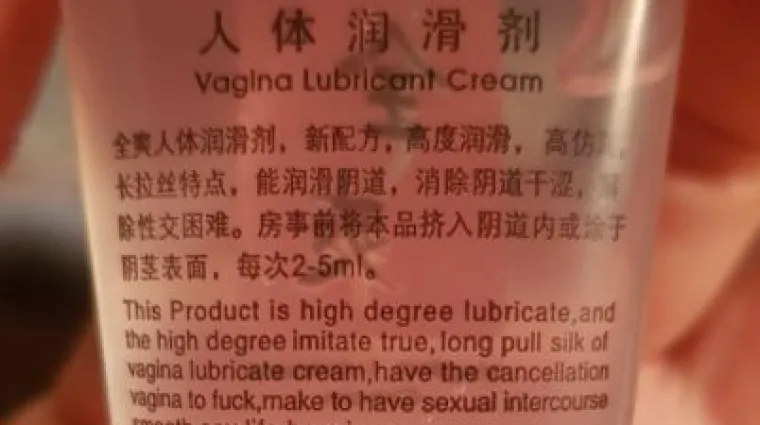 人体润滑剂
Vagina Lubricant Cream
全爽人体润滑剂，新配方，高度润滑，高仿
长拉丝特点，能润滑阴道，消除阴道干涩，
除性交困难。房事前将本品挤入阴道内或涂于
阴茎表面，每次2-5ml。
This Product is high degree lubricate,and
the high degree imitate true, long pull silk of
vagina lubricate cream,have the cancellation
vagina to fuck,make to have sexual intercourse
全爽